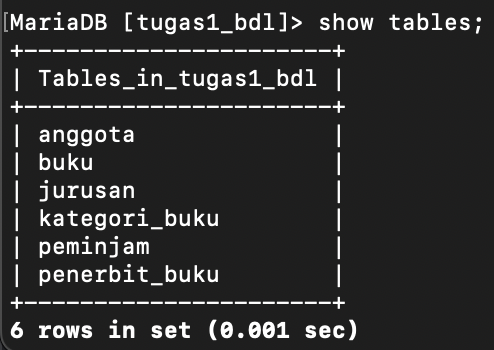 [MariaDB [tugas1_bdl]> show tables;
+-----------------------+
| Tables_in_tugas1_bdl |
+-----------------------+
| anggota |
| buku |
| jurusan |
| kategori_buku |
| peminjam |
| penerbit_buku |
+-----------------------+
6 rows in set (0.001 sec)